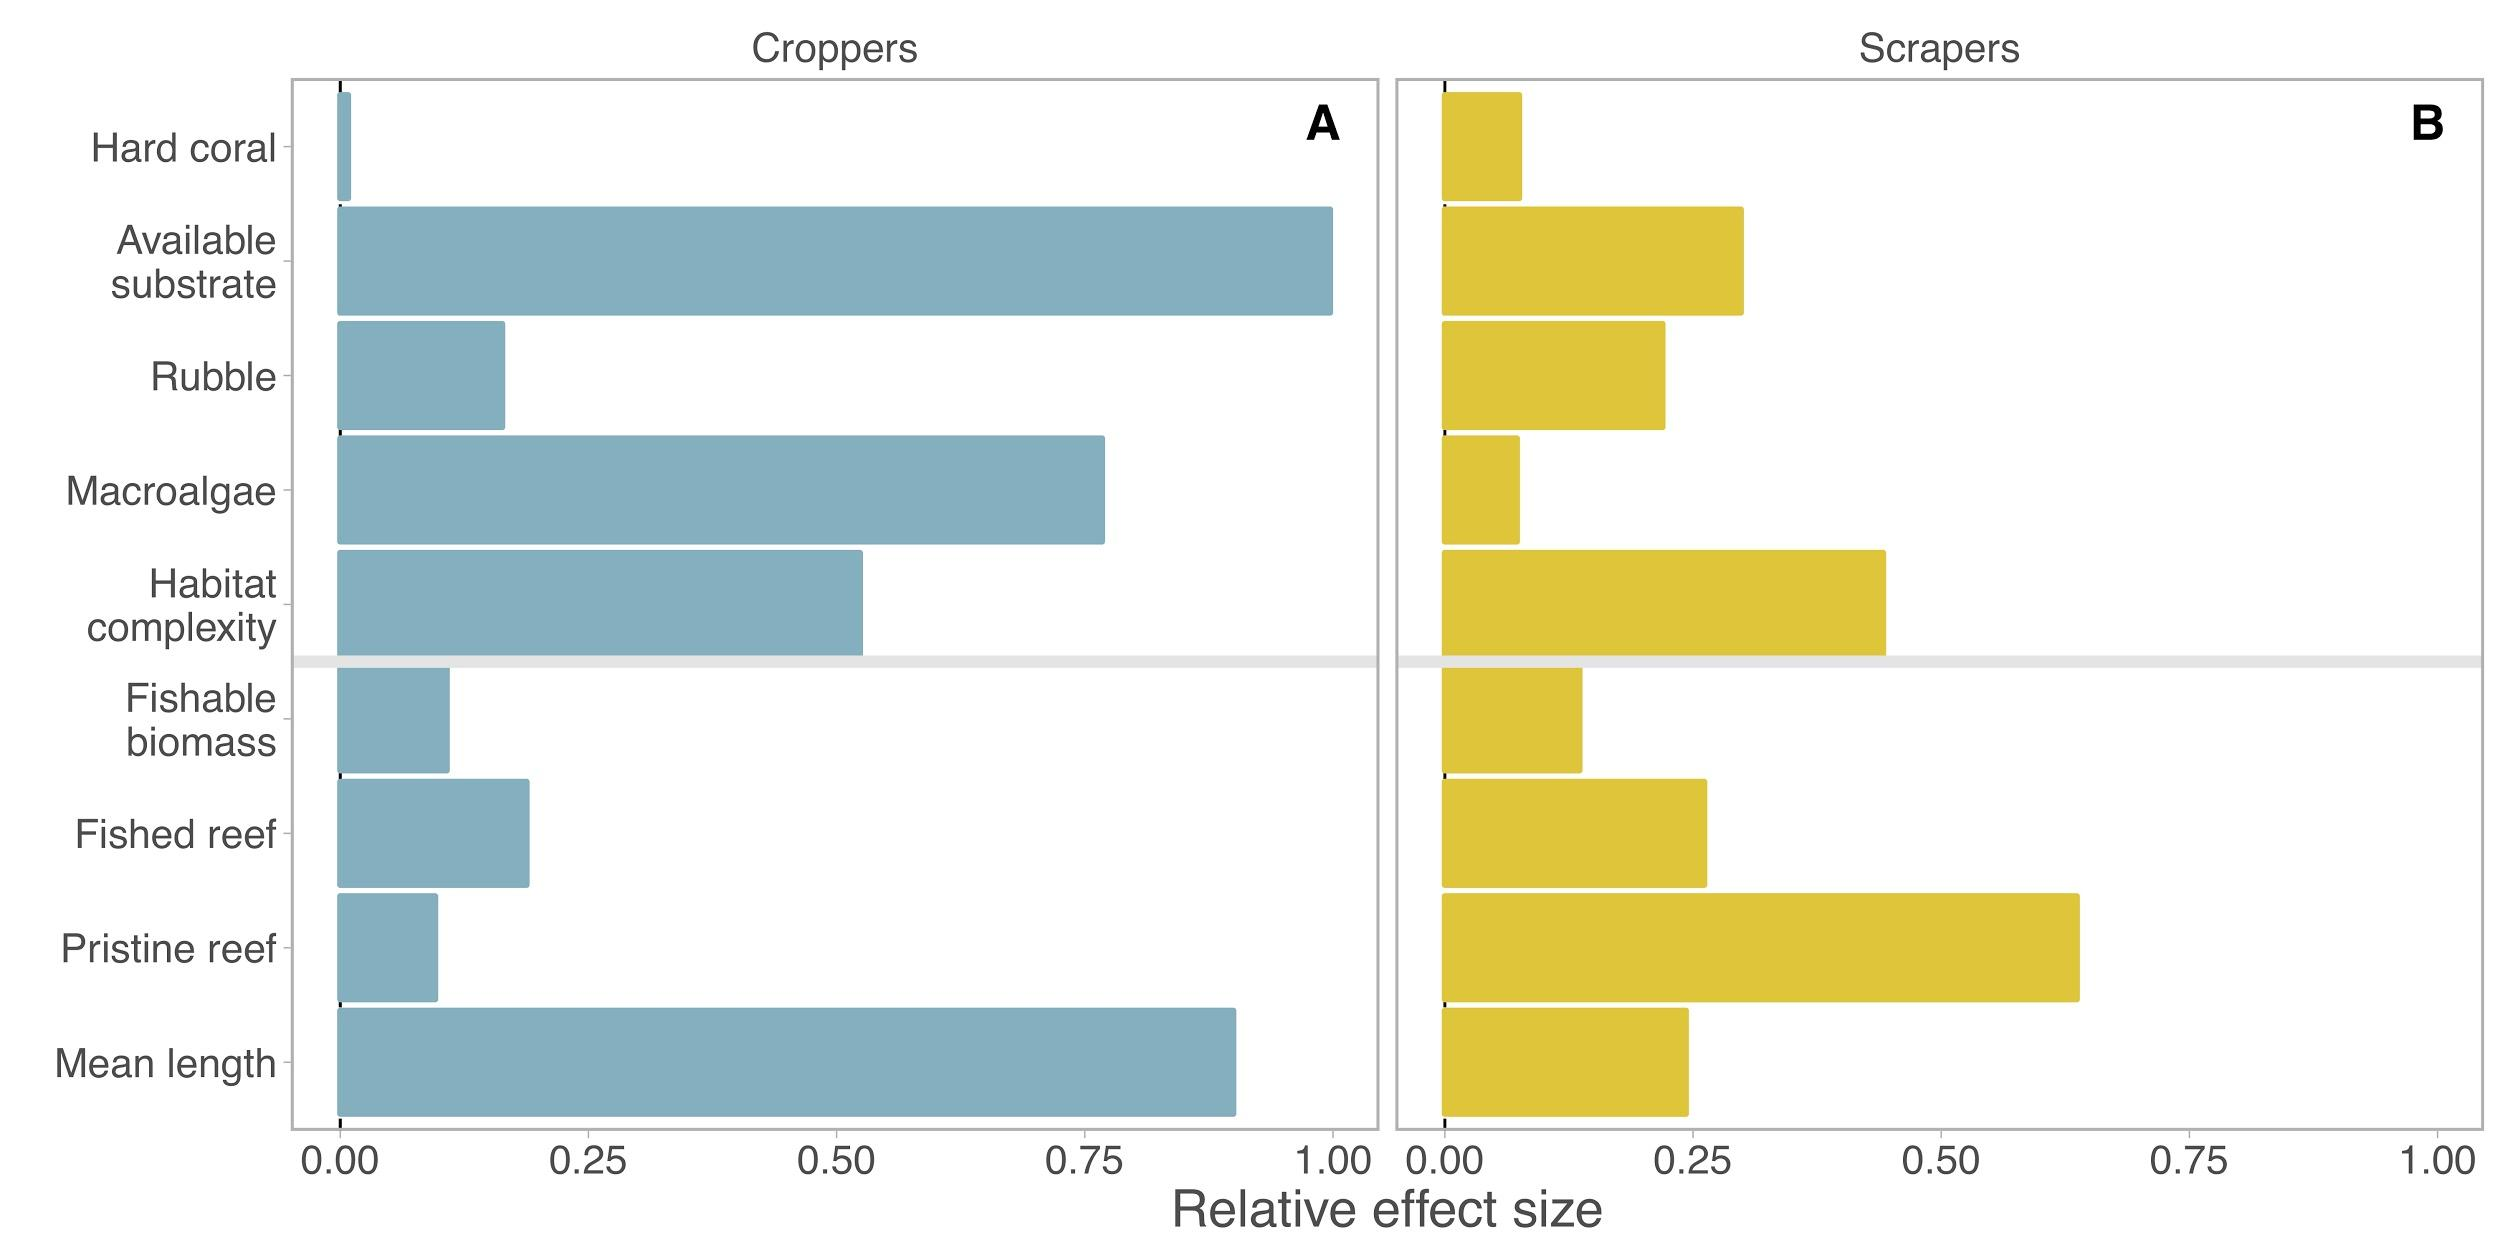 Croppers
Scrapers
A
B
Hard coral
Available
substrate
Rubble
Macroalgae
Habitat
complexity
Fishable
biomass
Fished reef
Pristine reef
Mean length
0.00 0.25 0.50 0.75 1.00
0.00 0.25 0.50 0.75 1.00
Relative effect size